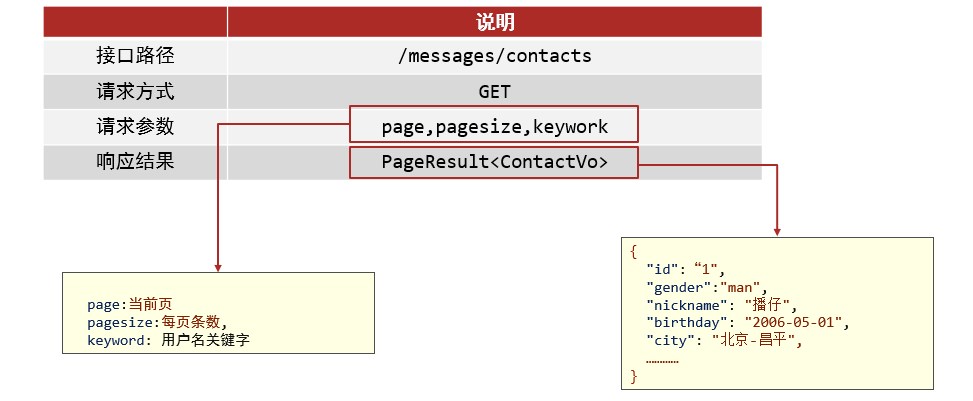 说明
接口路径 /messages/contacts
请求方式 GET
请求参数 page,pagesize,keywork
响应结果 PageResult<ContactVo>
page:当前页
pagesize:每页条数,
keyword: 用户名关键字
{
"id": “1",
"gender":"man",
"nickname": "播仔",
"birthday": "2006-05-01",
"city": "北京-昌平",
…………
}